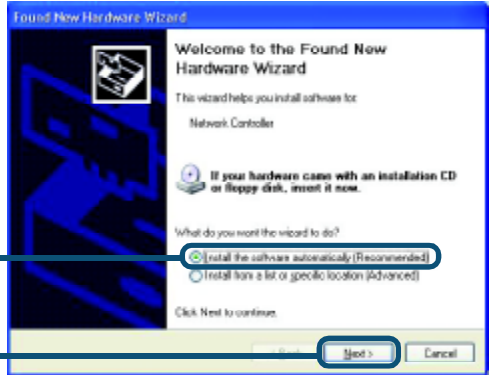 Found New Hardware Wizard
Welcome to the Found New
Hardware Wizard
This wizard helps you install software for:
Network Controller
If your hardware came with an installation CD
or floppy disk, insert it now.
What do you want the wizard to do?
Install the software automatically (Recommended)
Install from a list or specific location (Advanced)
Click Next to continue.
< Back
Next >
Cancel